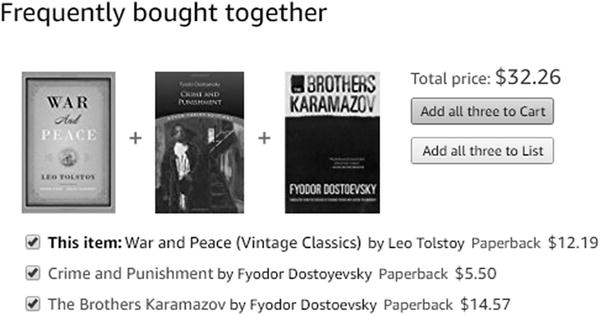 Frequently bought together
WAR
And
PEACE
LEO TOLSTOY
Fyodor Dostoyevsky
CRIME AND
PUNISHMENT
THE BROTHERS
KARAMAZOV
FYODOR DOSTOEVSKY
+
+
Total price: $32.26
Add all three to Cart
Add all three to List
This item: War and Peace (Vintage Classics) by Leo Tolstoy Paperback $12.19
Crime and Punishment by Fyodor Dostoyevsky Paperback $5.50
The Brothers Karamazov by Fyodor Dostoevsky Paperback $14.57